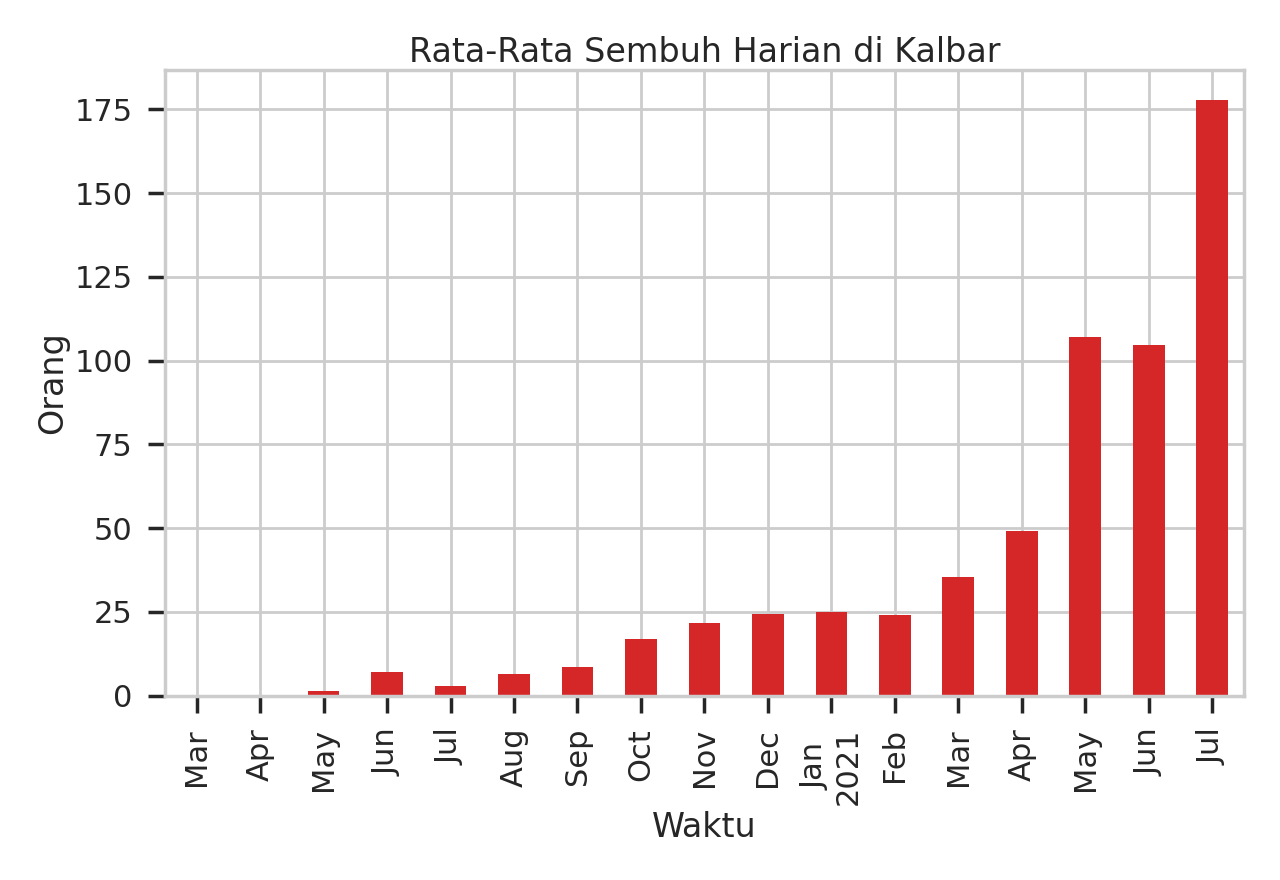 Rata-Rata Sembuh Harian di Kalbar
175
150
125
100
75
50
25
0
Orang
Mar
Apr
May
Jun
Jul
Aug
Sep
Oct
Nov
Dec
Jan
2021
Feb
Mar
Apr
May
Jun
Jul
Waktu